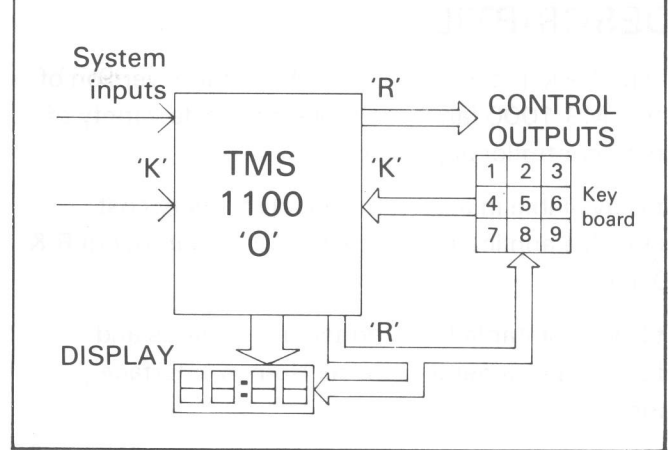 System
inputs
'K'
TMS
1100
'O'
'R'
CONTROL
OUTPUTS
'K'
1 2 3
4 5 6
7 8 9
Key
board
'R'
DISPLAY